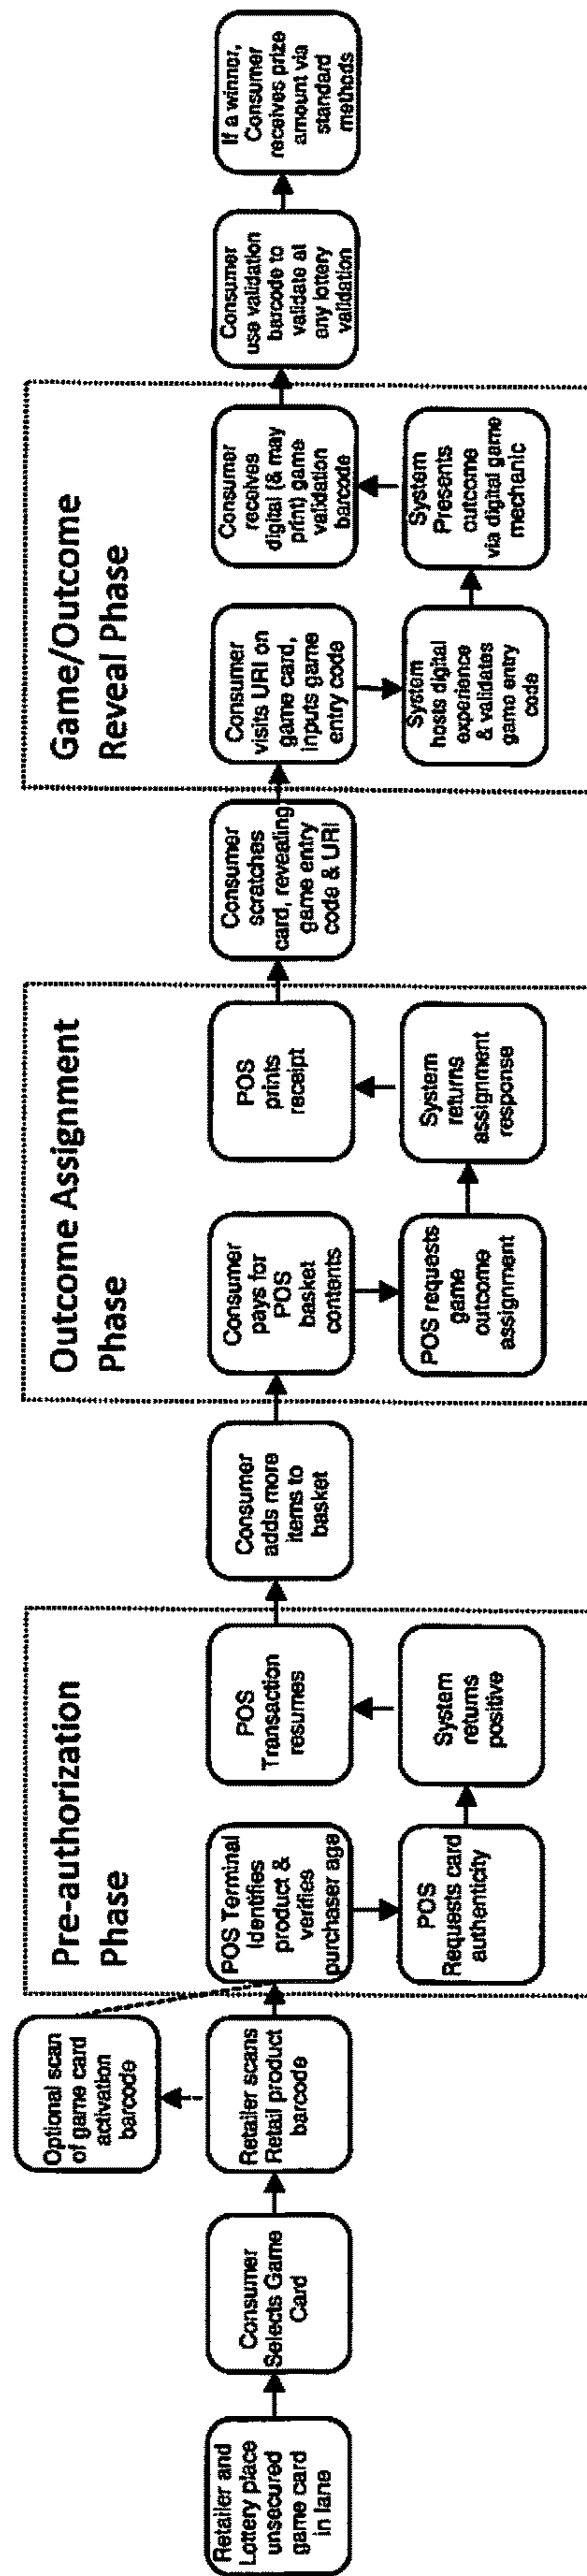 Retailer and
Lottery place
unsecured
game card
in lane
Consumer
Selects Game
Card
Retailer scans
Retail product
barcode
Optional scan
of game card
activation
barcode
Pre-authorization
Phase
POS Terminal
Identifies
product &
verifies
purchaser age
POS
Requests card
authenticity
System
returns
positive
POS
Transaction
resumes
Consumer
adds more
items to
basket
Outcome Assignment
Phase
Consumer
pays for
POS
basket
contents
POS requests
game
outcome
assignment
System
returns
assignment
response
POS
prints
receipt
Consumer
scratches
card, revealing
game entry
code & URI
Game/Outcome
Reveal Phase
Consumer
visits URI on
game card,
inputs game
entry code
System
hosts digital
experience
& validates
game entry
code
System
Presents
outcome
via digital game
mechanic
Consumer
receives
digital (& may
print) game
validation
barcode
Consumer
use validation
barcode to
validate at
any lottery
validation
If a winner,
Consumer
receives prize
amount via
standard
methods